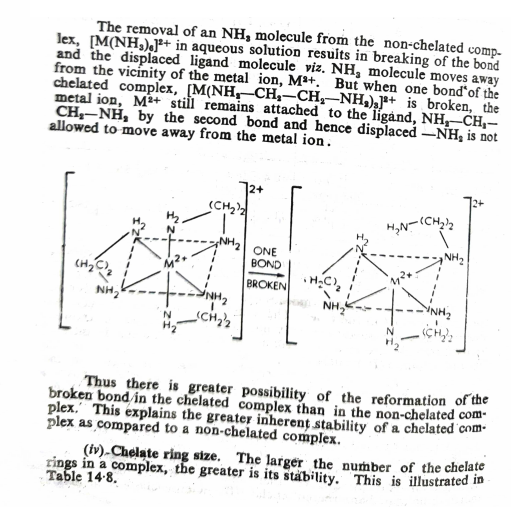 The removal of an NH₃ molecule from the non-chelated comp-
lex, [M(NH₃)₆]²⁺ in aqueous solution results in breaking of the bond
and the displaced ligand molecule viz. NH₃ molecule moves away
from the vicinity of the metal ion, M²⁺. But when one bond of the
chelated complex, [M(NH₂—CH₂—CH₂—NH₂)₃]²⁺ is broken, the
metal ion, M²⁺ still remains attached to the ligand, NH₂—CH₂—
CH₂—NH₂ by the second bond and hence displaced —NH₂ is not
allowed to move away from the metal ion.
2+
(CH₂)₂
H₂
N
H₂
N
NH₂
M²⁺
(H₂C)₂
NH₂
NH₂
N
H₂
(CH₂)₂
ONE
BOND
BROKEN
2+
H₂N—(CH₂)₂
H₂
N
NH₂
M²⁺
H₂C)₂
NH₂
NH₂
N
H₂
(CH₂)₂
Thus there is greater possibility of the reformation of the
broken bond in the chelated complex than in the non-chelated com-
plex. This explains the greater inherent stability of a chelated com-
plex as compared to a non-chelated complex.
(iv) Chelate ring size. The larger the number of the chelate
rings in a complex, the greater is its stability. This is illustrated in
Table 14·8.